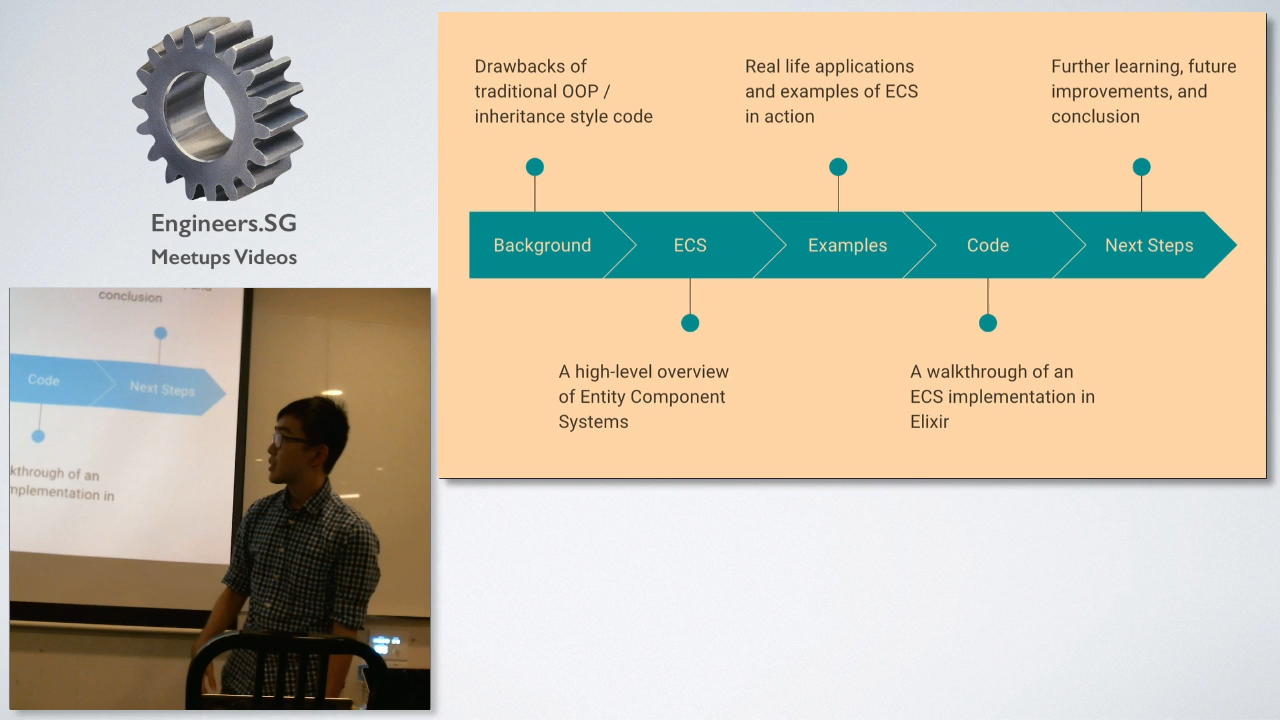 Engineers.SG
Meetups Videos
Drawbacks of
traditional OOP /
inheritance style code
Real life applications
and examples of ECS
in action
Further learning, future
improvements, and
conclusion
Background
ECS
Examples
Code
Next Steps
A high-level overview
of Entity Component
Systems
A walkthrough of an
ECS implementation in
Elixir
conclusion
Code
Next Steps
kthrough of an
mplementation in